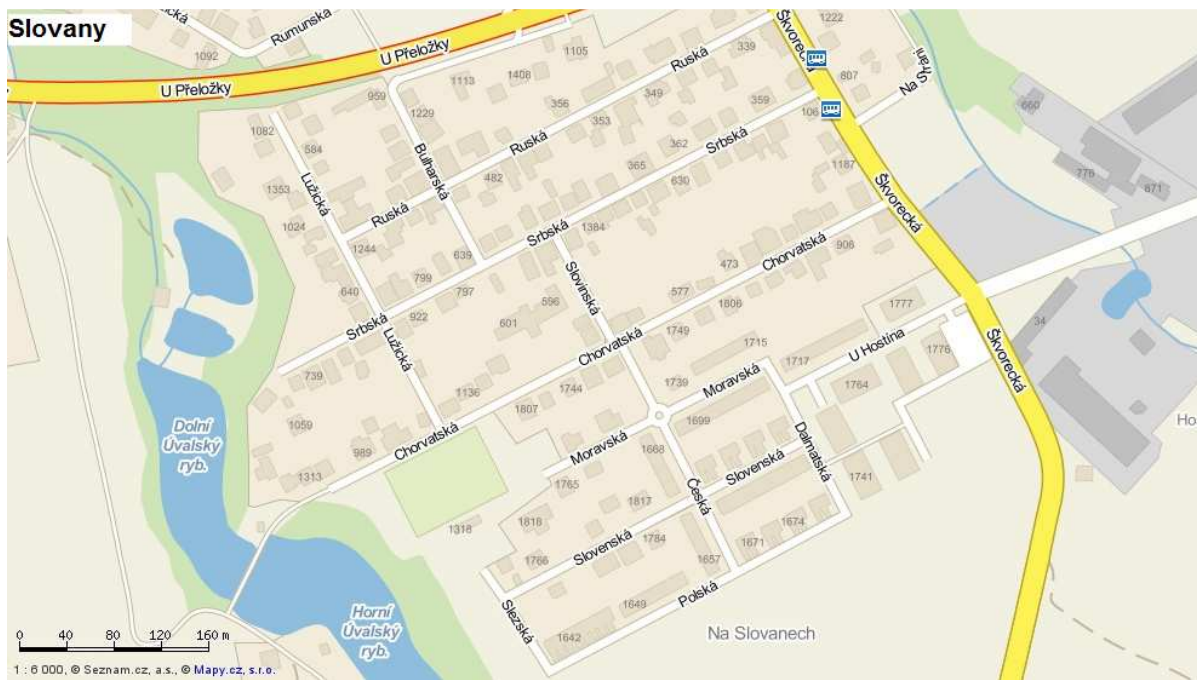 Slovany
Rumunská
1092
U Přeložky
U Přeložky
1105
1113
1408
959
1229
Ruská
339
Škvorecká
1222
607
Na Stráni
660
776
871
1082
584
Lužická
Bulharská
356
353
349
Ruská
359
482
362
365
Srbská
630
1187
Škvorecká
1353
1024
Ruská
1244
Srbská
1384
639
799
797
640
922
Srbská
Lužická
739
Slovinská
596
601
Chorvatská
906
473
577
1606
1749
Chorvatská
1777
34
Škvorecká
U Hostína
1776
1715
1717
1764
1739
Moravská
1744
1136
1807
1699
1059
989
Chorvatská
1313
Moravská
1668
Dalmatská
Slovenská
1741
1765
Česká
1817
1818
1318
1674
1671
Slovenská
1784
1766
1657
Polská
1649
1642
Slezská
Dolní
Úvalský
ryb.
Horní
Úvalský
ryb.
Na Slovanech
0 40 80 120 160 m
1 : 6 000, © Seznam.cz, a.s., © Mapy.cz, s.r.o.